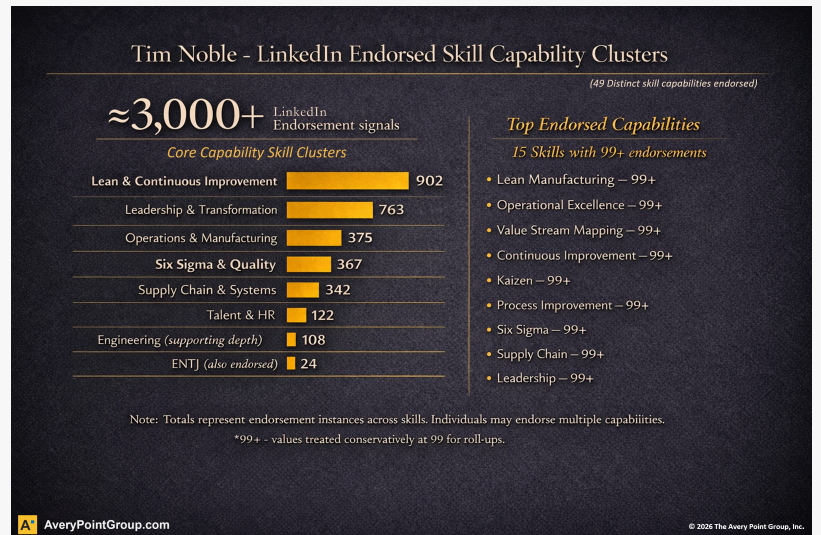 Tim Noble - LinkedIn Endorsed Skill Capability Clusters
(49 Distinct skill capabilities endorsed)
≈3,000+ LinkedIn
Endorsement signals
Core Capability Skill Clusters
Lean & Continuous Improvement 902
Leadership & Transformation 763
Operations & Manufacturing 375
Six Sigma & Quality 367
Supply Chain & Systems 342
Talent & HR 122
Engineering (supporting depth) 108
ENTJ (also endorsed) 24
Top Endorsed Capabilities
15 Skills with 99+ endorsements
• Lean Manufacturing – 99+
• Operational Excellence – 99+
• Value Stream Mapping – 99+
• Continuous Improvement – 99+
• Kaizen – 99+
• Process Improvement – 99+
• Six Sigma – 99+
• Supply Chain – 99+
• Leadership – 99+
Note: Totals represent endorsement instances across skills. Individuals may endorse multiple capabiiities.
*99+ - values treated conservatively at 99 for roll-ups.
A AveryPointGroup.com
© 2026 The Avery Point Group, Inc.